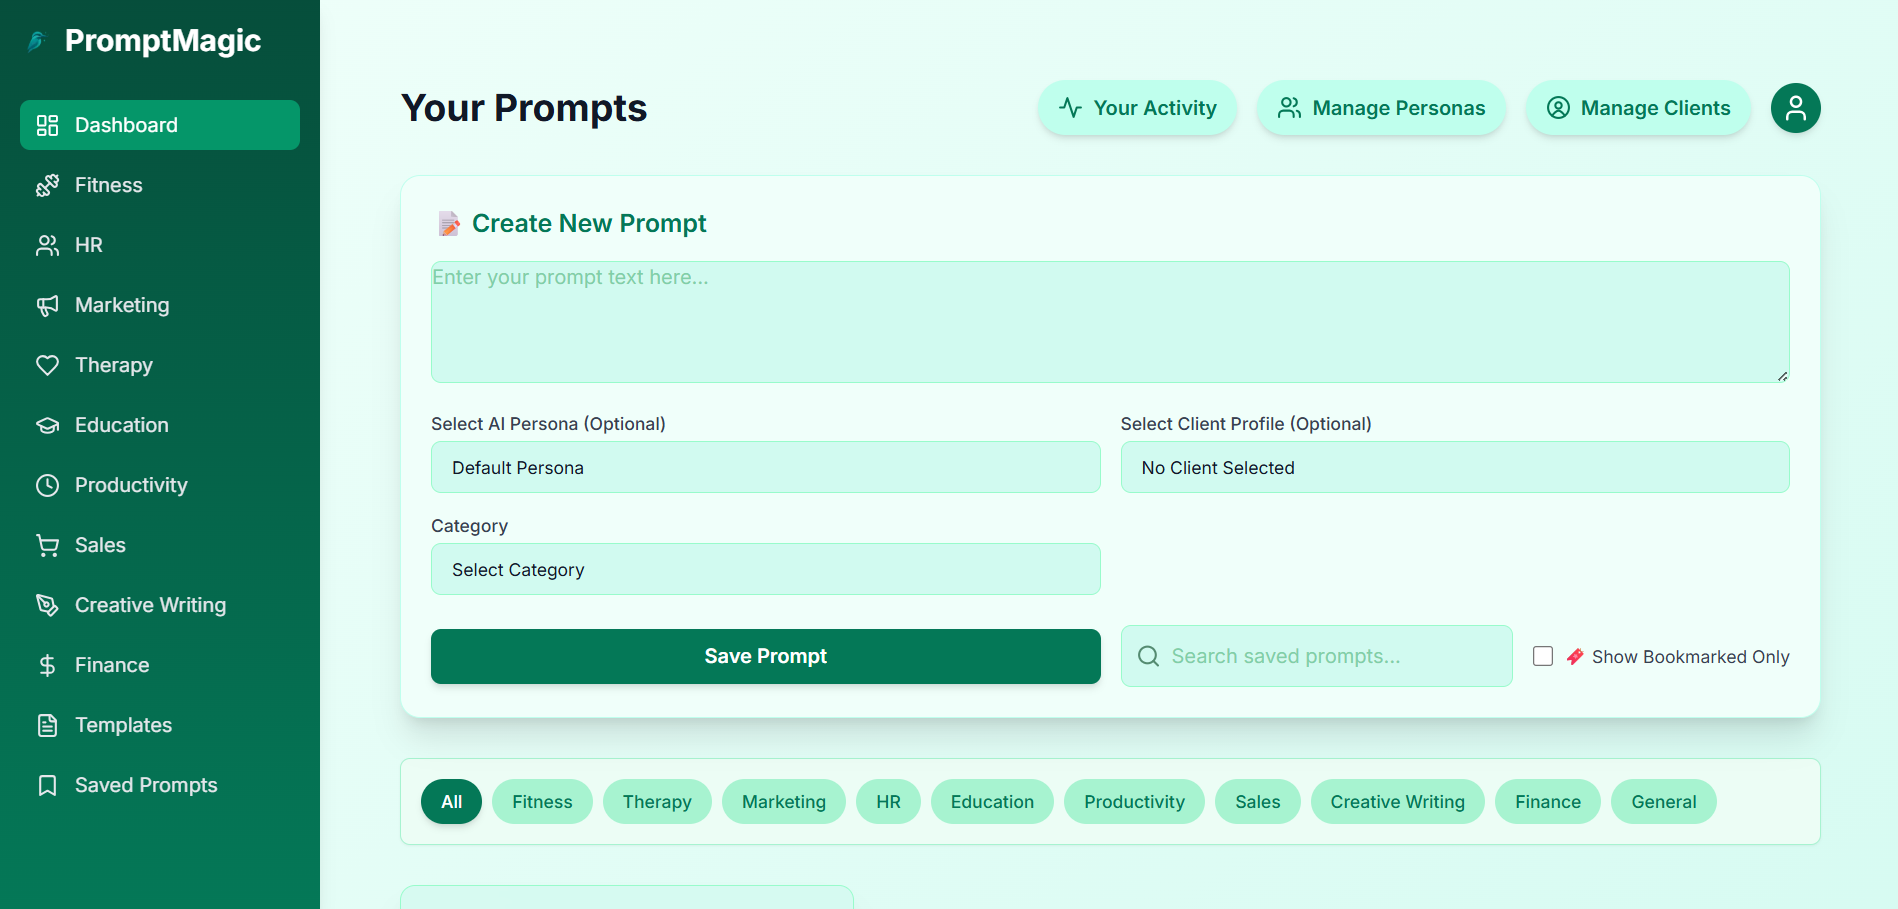 PromptMagic
Dashboard
Fitness
HR
Marketing
Therapy
Education
Productivity
Sales
Creative Writing
Finance
Templates
Saved Prompts
Your Prompts
Your Activity
Manage Personas
Manage Clients
Create New Prompt
Enter your prompt text here...
Select AI Persona (Optional)
Default Persona
Select Client Profile (Optional)
No Client Selected
Category
Select Category
Save Prompt
Search saved prompts...
Show Bookmarked Only
All
Fitness
Therapy
Marketing
HR
Education
Productivity
Sales
Creative Writing
Finance
General